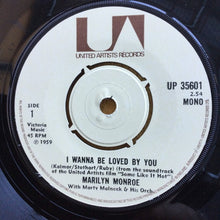 UNITED ARTISTS RECORDS
UP 35601
2.54
MONO
SIDE
1
Victoria
Music
45 RPM
℗ 1959
I WANNA BE LOVED BY YOU
(Kalmar/Stothart/Ruby) (from the soundtrack
of the United Artists film "Some Like It Hot")
MARILYN MONROE
With Marty Malneck & His Orch.